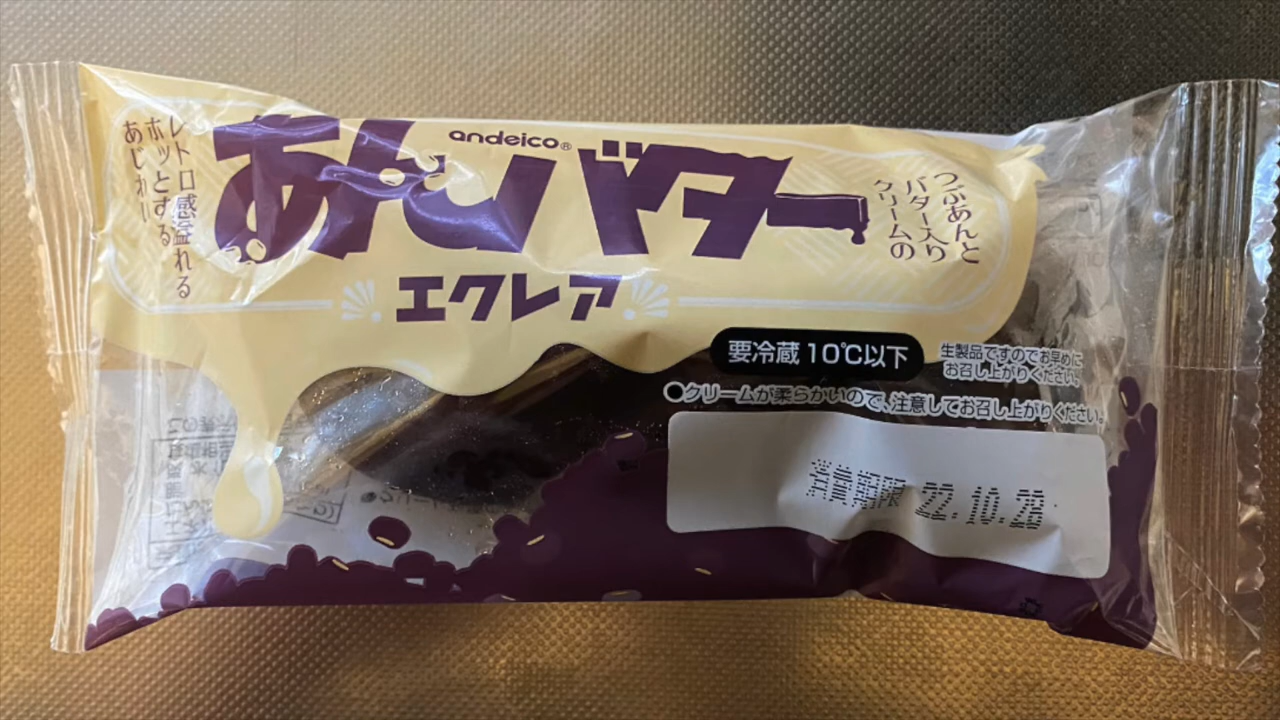 レトロ感溢れる
ホッとする
あじわい
andeico®
あんバター
エクレア
つぶあんと
バター入り
クリームの
要冷蔵 10℃以下
生製品ですのでお早めに
お召し上がりください。
●クリームが柔らかいので、注意してお召し上がりください。
消費期限 22.10.28